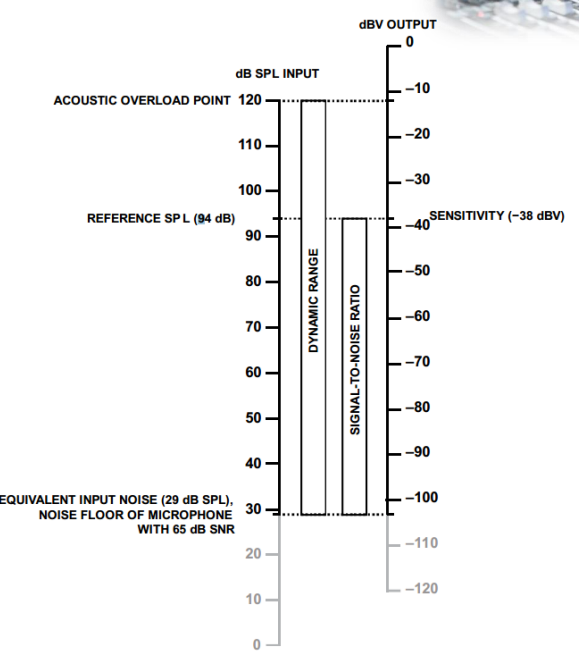 dBV OUTPUT
0
dB SPL INPUT
ACOUSTIC OVERLOAD POINT 120
–10
110
–20
100
–30
REFERENCE SPL (94 dB)
SENSITIVITY (–38 dBV)
–40
90
80
–50
DYNAMIC RANGE
SIGNAL-TO-NOISE RATIO
70
–60
60
–70
50
–80
40
–90
EQUIVALENT INPUT NOISE (29 dB SPL),
NOISE FLOOR OF MICROPHONE
WITH 65 dB SNR
30
–100
20
–110
10
–120
0